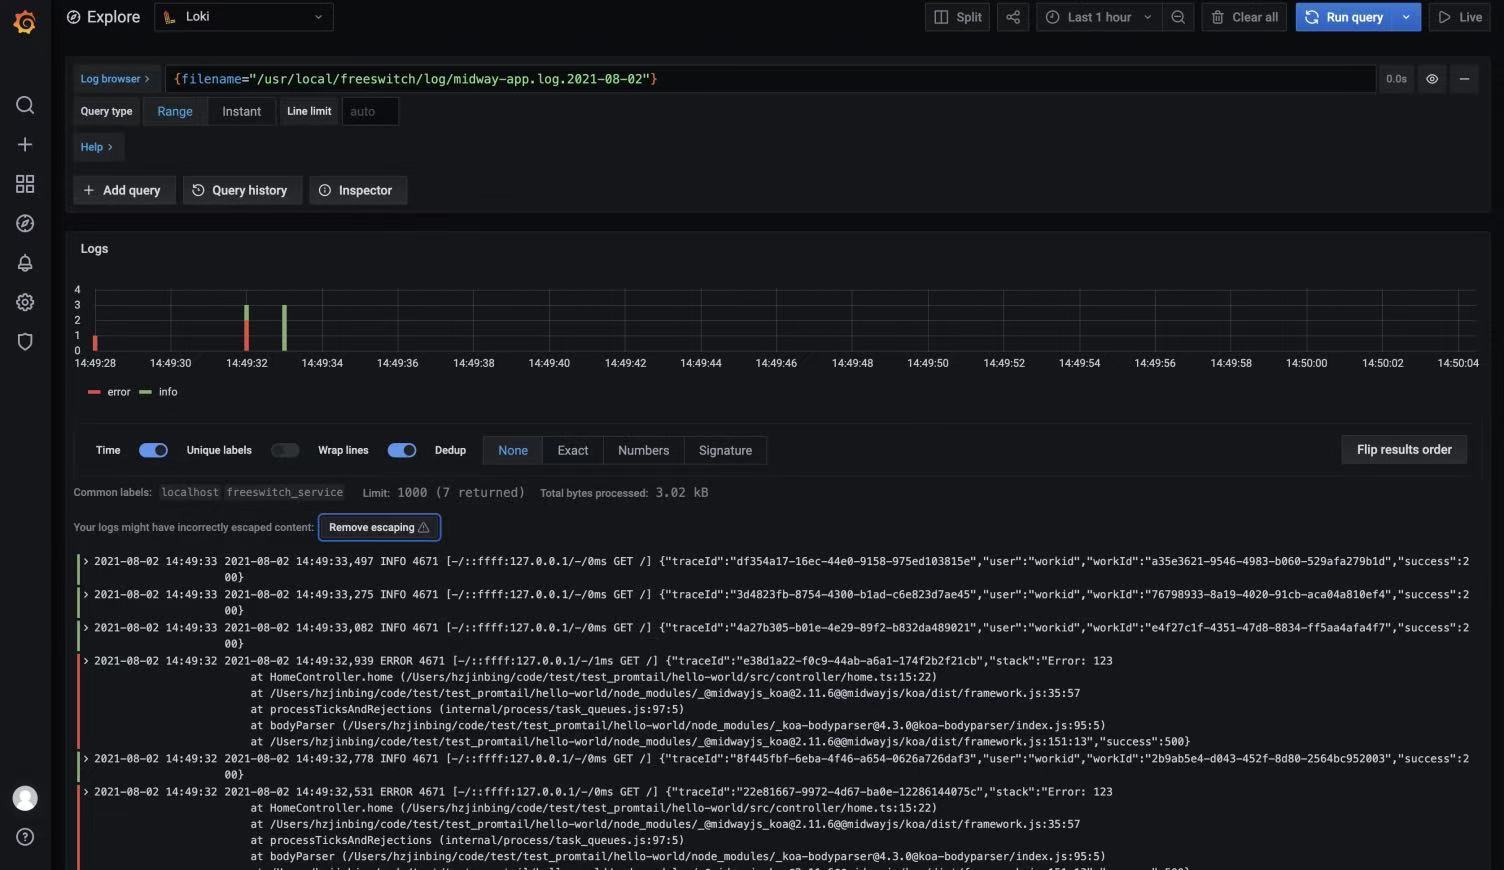 Explore Loki Split Last 1 hour Clear all Run query Live
Log browser > {filename="/usr/local/freeswitch/log/midway-app.log.2021-08-02"} 0.0s
Query type Range Instant Line limit auto
Help >
+ Add query Query history Inspector
Logs
4
3
2
1
0
14:49:28 14:49:30 14:49:32 14:49:34 14:49:36 14:49:38 14:49:40 14:49:42 14:49:44 14:49:46 14:49:48 14:49:50 14:49:52 14:49:54 14:49:56 14:49:58 14:50:00 14:50:02 14:50:04
error info
Time Unique labels Wrap lines Dedup None Exact Numbers Signature Flip results order
Common labels: localhost freeswitch_service Limit: 1000 (7 returned) Total bytes processed: 3.02 kB
Your logs might have incorrectly escaped content: Remove escaping
> 2021-08-02 14:49:33 2021-08-02 14:49:33,497 INFO 4671 [-/::ffff:127.0.0.1/-/0ms GET /] {"traceId":"df354a17-16ec-44e0-9158-975ed103815e","user":"workid","workId":"a35e3621-9546-4983-b060-529afa279b1d","success":2
00}
> 2021-08-02 14:49:33 2021-08-02 14:49:33,275 INFO 4671 [-/::ffff:127.0.0.1/-/0ms GET /] {"traceId":"3d4823fb-8754-4300-b1ad-c6e823d7ae45","user":"workid","workId":"76798933-8a19-4020-91cb-aca04a810ef4","success":2
00}
> 2021-08-02 14:49:33 2021-08-02 14:49:33,082 INFO 4671 [-/::ffff:127.0.0.1/-/0ms GET /] {"traceId":"4a27b305-b01e-4e29-89f2-b832da489021","user":"workid","workId":"e4f27c1f-4351-47d8-8834-ff5aa4afa4f7","success":2
00}
> 2021-08-02 14:49:32 2021-08-02 14:49:32,939 ERROR 4671 [-/::ffff:127.0.0.1/-/1ms GET /] {"traceId":"e38d1a22-f0c9-44ab-a6a1-174f2b2f21cb","stack":"Error: 123
at HomeController.home (/Users/hzjinbing/code/test/test_promtail/hello-world/src/controller/home.ts:15:22)
at /Users/hzjinbing/code/test/test_promtail/hello-world/node_modules/_@midwayjs_koa@2.11.6@@midwayjs/koa/dist/framework.js:35:57
at processTicksAndRejections (internal/process/task_queues.js:97:5)
at bodyParser (/Users/hzjinbing/code/test/test_promtail/hello-world/node_modules/_koa-bodyparser@4.3.0@koa-bodyparser/index.js:95:5)
at /Users/hzjinbing/code/test/test_promtail/hello-world/node_modules/_@midwayjs_koa@2.11.6@@midwayjs/koa/dist/framework.js:151:13","success":500}
> 2021-08-02 14:49:32 2021-08-02 14:49:32,778 INFO 4671 [-/::ffff:127.0.0.1/-/0ms GET /] {"traceId":"8f445fbf-6eba-4f46-a654-0626a726daf3","user":"workid","workId":"2b9ab5e4-d043-452f-8d80-2564bc952003","success":2
00}
> 2021-08-02 14:49:32 2021-08-02 14:49:32,531 ERROR 4671 [-/::ffff:127.0.0.1/-/0ms GET /] {"traceId":"22e81667-9972-4d67-ba0e-12286144075c","stack":"Error: 123
at HomeController.home (/Users/hzjinbing/code/test/test_promtail/hello-world/src/controller/home.ts:15:22)
at /Users/hzjinbing/code/test/test_promtail/hello-world/node_modules/_@midwayjs_koa@2.11.6@@midwayjs/koa/dist/framework.js:35:57
at processTicksAndRejections (internal/process/task_queues.js:97:5)
at bodyParser (/Users/hzjinbing/code/test/test_promtail/hello-world/node_modules/_koa-bodyparser@4.3.0@koa-bodyparser/index.js:95:5)